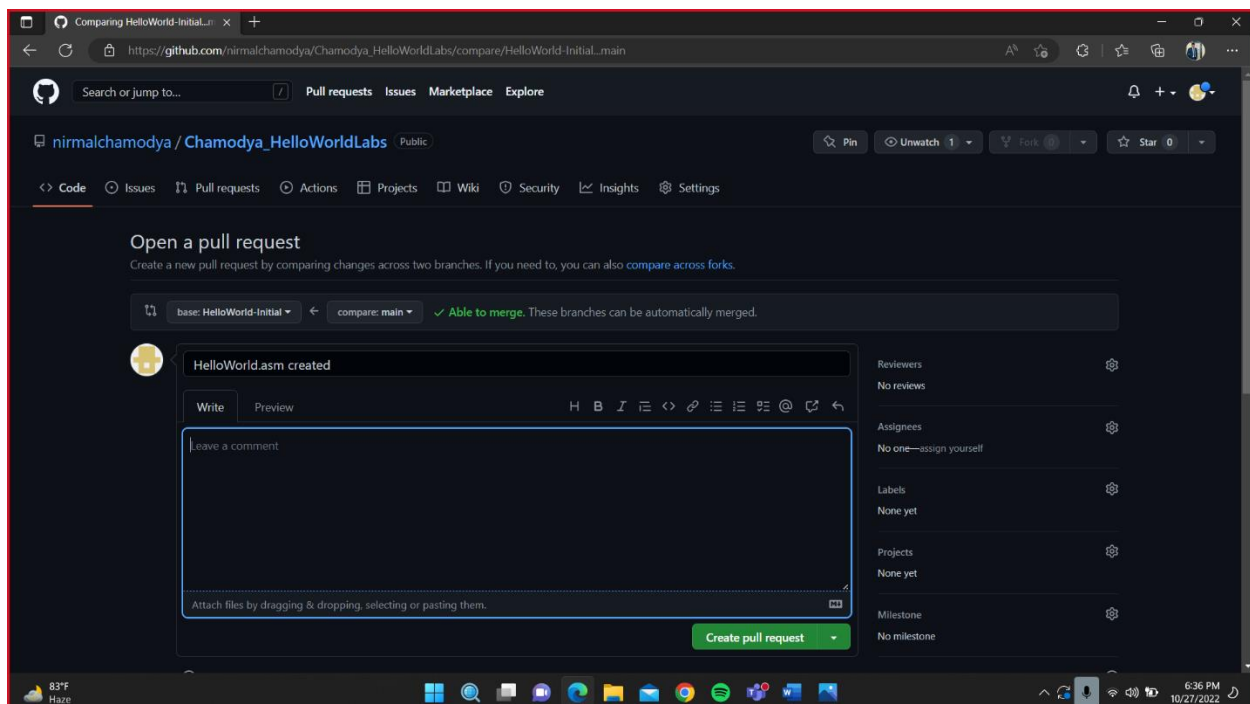 Comparing HelloWorld-Initial...m
https://github.com/nirmalchamodya/Chamodya_HelloWorldLabs/compare/HelloWorld-Initial...main
Search or jump to... / Pull requests Issues Marketplace Explore
nirmalchamodya / Chamodya_HelloWorldLabs Public Pin Unwatch 1 Fork 0 Star 0
Code Issues Pull requests Actions Projects Wiki Security Insights Settings
Open a pull request
Create a new pull request by comparing changes across two branches. If you need to, you can also compare across forks.
base: HelloWorld-Initial compare: main Able to merge. These branches can be automatically merged.
HelloWorld.asm created
Reviewers
No reviews
Write Preview H B I @
Assignees
Leave a comment
No one—assign yourself
Labels
None yet
Projects
None yet
Attach files by dragging & dropping, selecting or pasting them.
Milestone
Create pull request No milestone
83°F
Haze
6:36 PM
10/27/2022